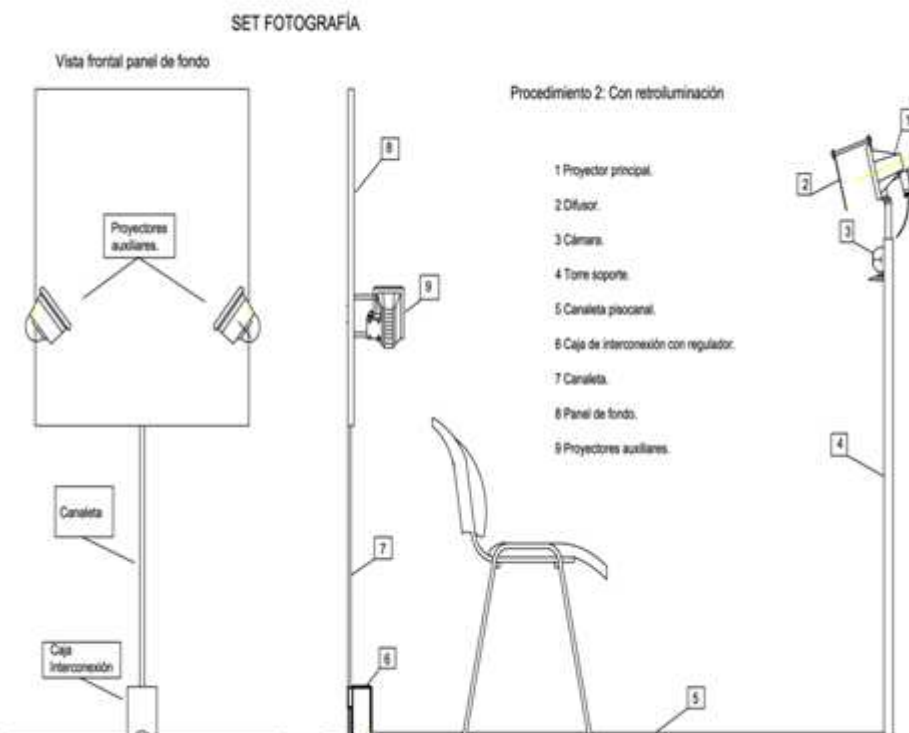 SET FOTOGRAFÍA
Vista frontal panel de fondo
Procedimiento 2: Con retroiluminación
Proyectores
auxiliares.
Canaleta
Caja
Interconexión
1 Proyector principal.
2 Difusor.
3 Cámara.
4 Torre soporte.
5 Canaleta pisocanal.
6 Caja de interconexión con regulador.
7 Canaleta.
8 Panel de fondo.
9 Proyectores auxiliares.
8
9
7
6
5
1
2
3
4